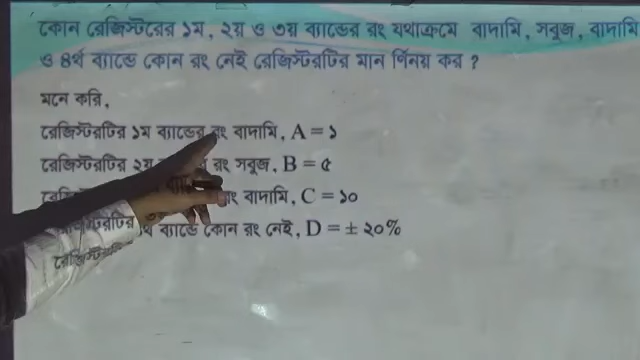 কোন রেজিস্টরের ১ম, ২য় ও ৩য় ব্যান্ডের রং যথাক্রমে বাদামি, সবুজ, বাদামি
ও ৪র্থ ব্যান্ডে কোন রং নেই রেজিস্টরটির মান র্ণিনয় কর ?
মনে করি,
রেজিস্টরটির ১ম ব্যান্ডের রং বাদামি, A = ১
রেজিস্টরটির ২য় রং সবুজ, B = ৫
রং বাদামি, C = ১০
ব্যান্ডে কোন রং নেই, D = ± ২০%